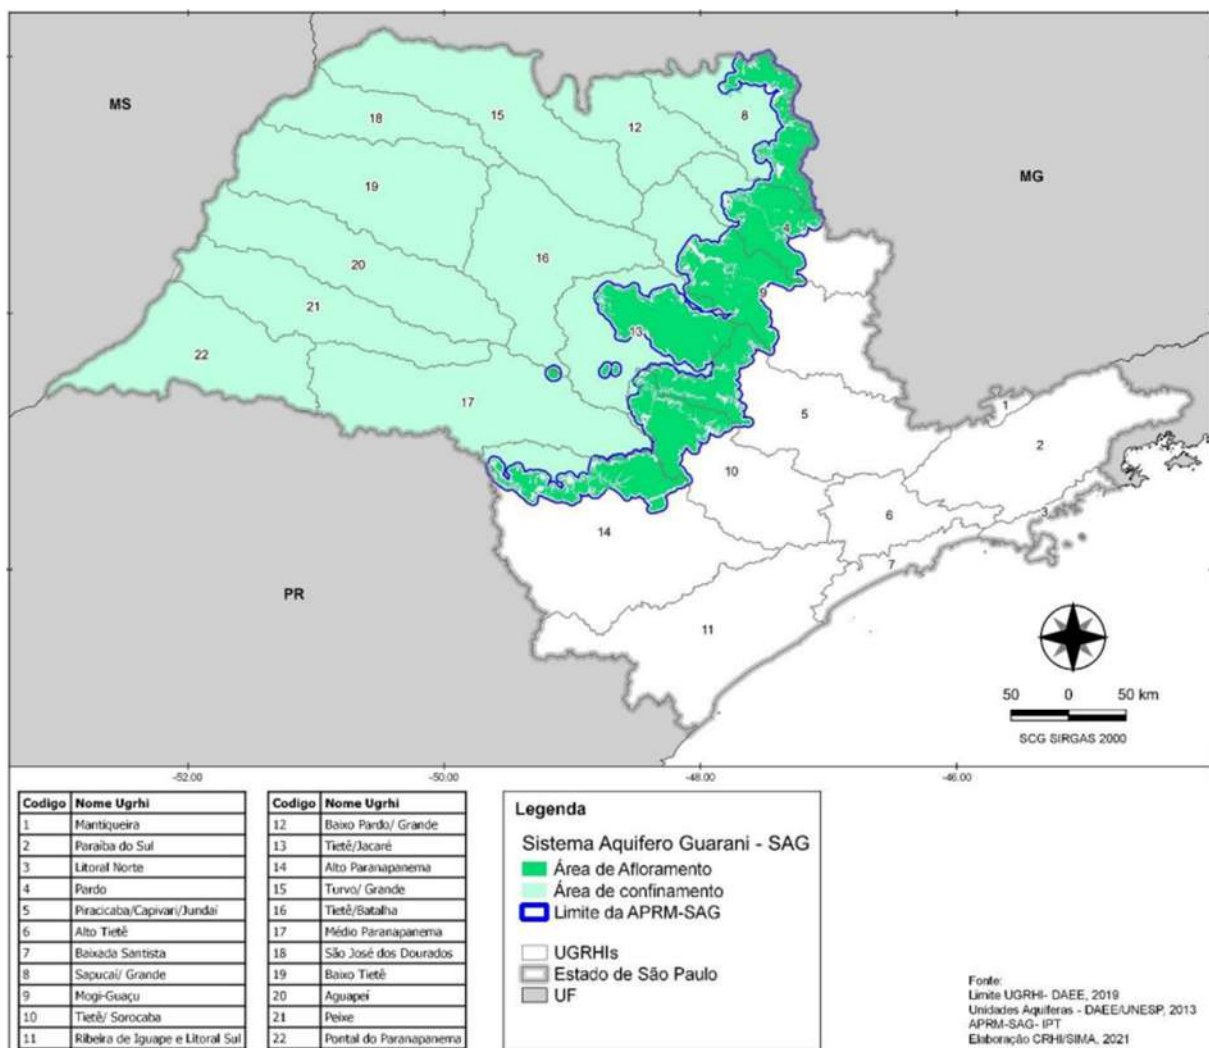 MS
18
15
12
8
MG
19
4
16
20
9
21
13
22
17
5
1
2
10
6
3
14
7
PR
11
50 0 50 km
SCG SIRGAS 2000
-52.00 -50.00 -48.00 -46.00
Codigo Nome Ugrhi
1 Mantiqueira
2 Paraíba do Sul
3 Litoral Norte
4 Pardo
5 Piracicaba/Capivari/Jundaí
6 Alto Tietê
7 Baixada Santista
8 Sapucaí/ Grande
9 Mogi-Guaçu
10 Tietê/ Sorocaba
11 Ribeira de Iguape e Litoral Sul
Codigo Nome Ugrhi
12 Baixo Pardo/ Grande
13 Tietê/Jacaré
14 Alto Paranapanema
15 Turvo/ Grande
16 Tietê/Batalha
17 Médio Paranapanema
18 São José dos Dourados
19 Baixo Tietê
20 Aguapeí
21 Peixe
22 Pontal do Paranapanema
Legenda
Sistema Aquifero Guarani - SAG
Área de Afloramento
Área de confinamento
Limite da APRM-SAG
UGRHIs
Estado de São Paulo
UF
Fonte:
Limite UGRHI- DAEE, 2019
Unidades Aquiferas - DAEE/UNESP, 2013
APRM-SAG- IPT
Elaboração CRHI/SIMA, 2021